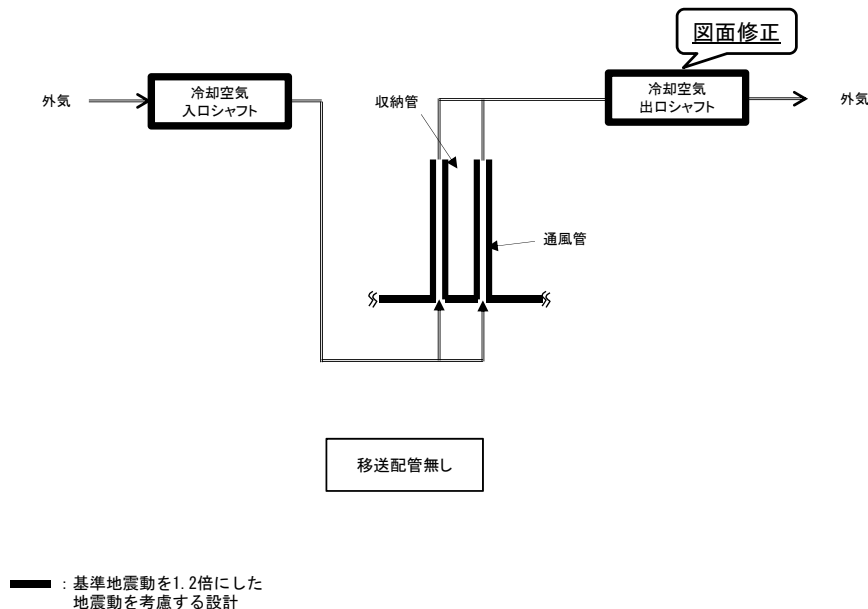 図面修正
外気
冷却空気
入口シャフト
収納管
冷却空気
出口シャフト
外気
通風管
移送配管無し
：基準地震動を1.2倍にした
地震動を考慮する設計